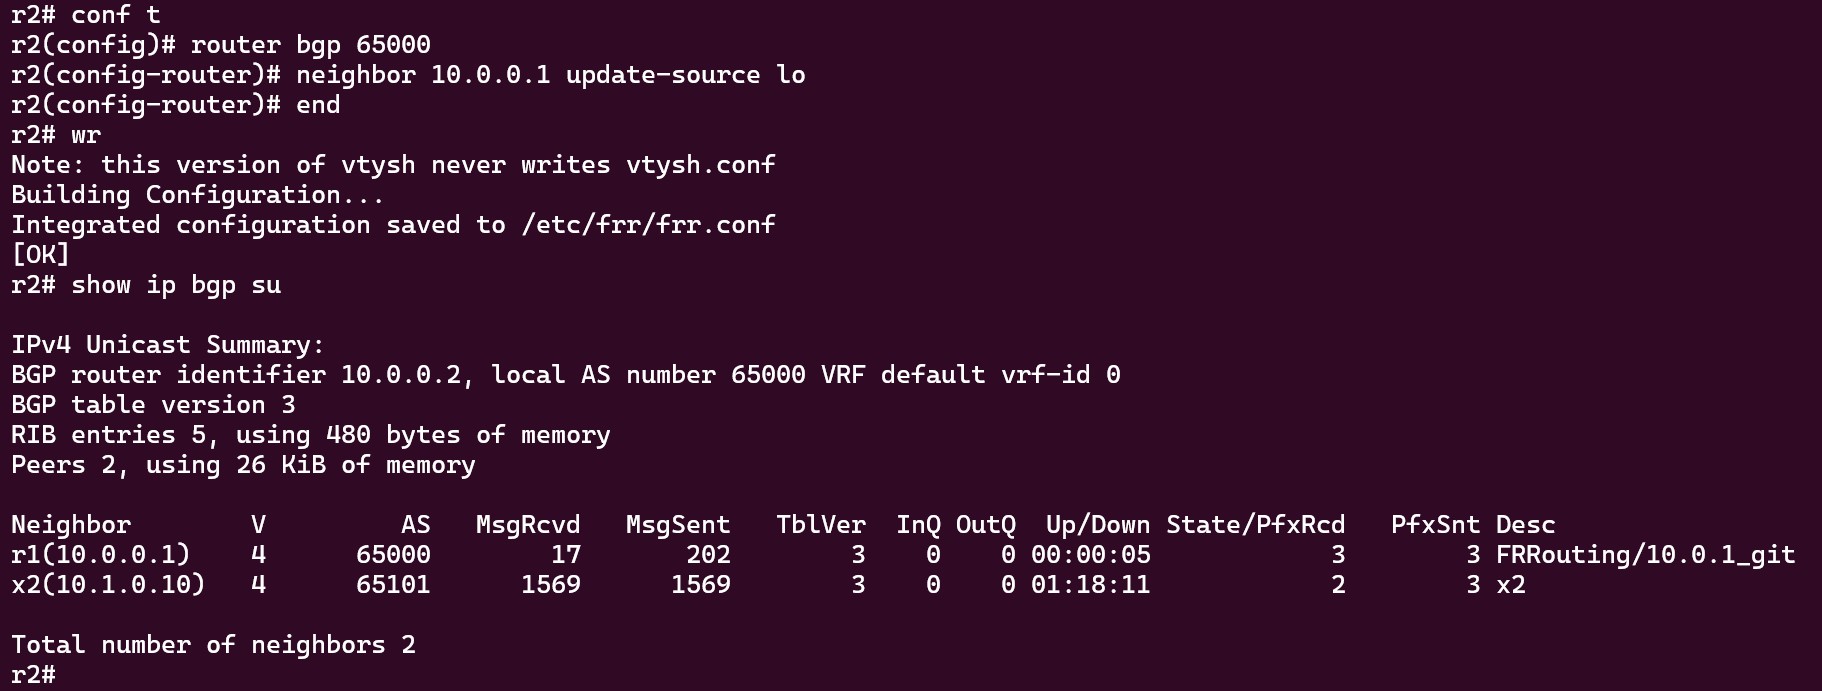 r2# conf t
r2(config)# router bgp 65000
r2(config-router)# neighbor 10.0.0.1 update-source lo
r2(config-router)# end
r2# wr
Note: this version of vtysh never writes vtysh.conf
Building Configuration...
Integrated configuration saved to /etc/frr/frr.conf
[OK]
r2# show ip bgp su

IPv4 Unicast Summary:
BGP router identifier 10.0.0.2, local AS number 65000 VRF default vrf-id 0
BGP table version 3
RIB entries 5, using 480 bytes of memory
Peers 2, using 26 KiB of memory

Neighbor        V         AS   MsgRcvd   MsgSent   TblVer  InQ OutQ  Up/Down State/PfxRcd   PfxSnt Desc
r1(10.0.0.1)    4      65000        17       202        3    0    0 00:00:05            3        3 FRRouting/10.0.1_git
x2(10.1.0.10)   4      65101      1569      1569        3    0    0 01:18:11            2        3 x2

Total number of neighbors 2
r2#